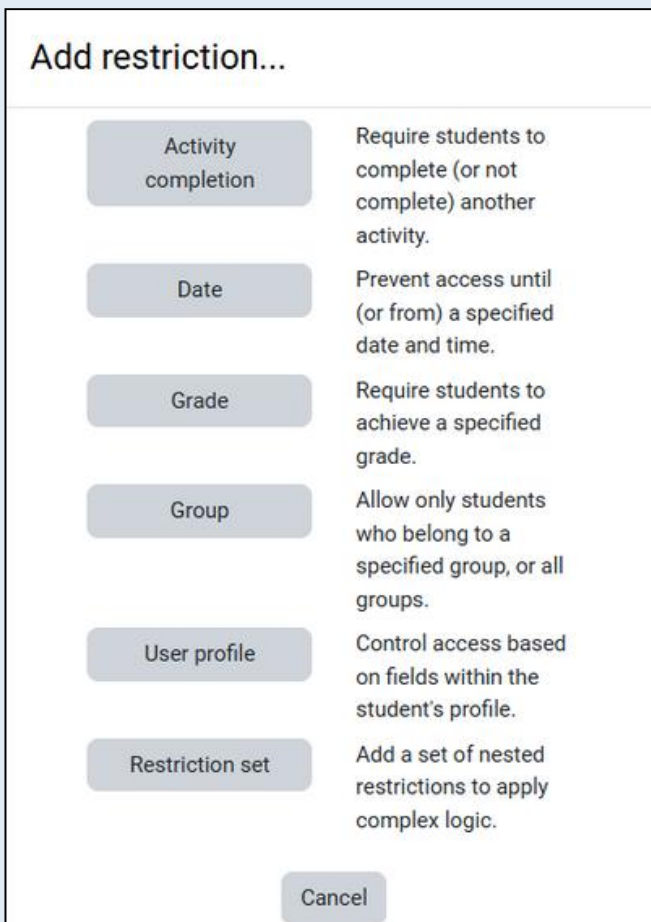 Add restriction...
Activity
completion
Require students to
complete (or not
complete) another
activity.
Date
Prevent access until
(or from) a specified
date and time.
Grade
Require students to
achieve a specified
grade.
Group
Allow only students
who belong to a
specified group, or all
groups.
User profile
Control access based
on fields within the
student's profile.
Restriction set
Add a set of nested
restrictions to apply
complex logic.
Cancel